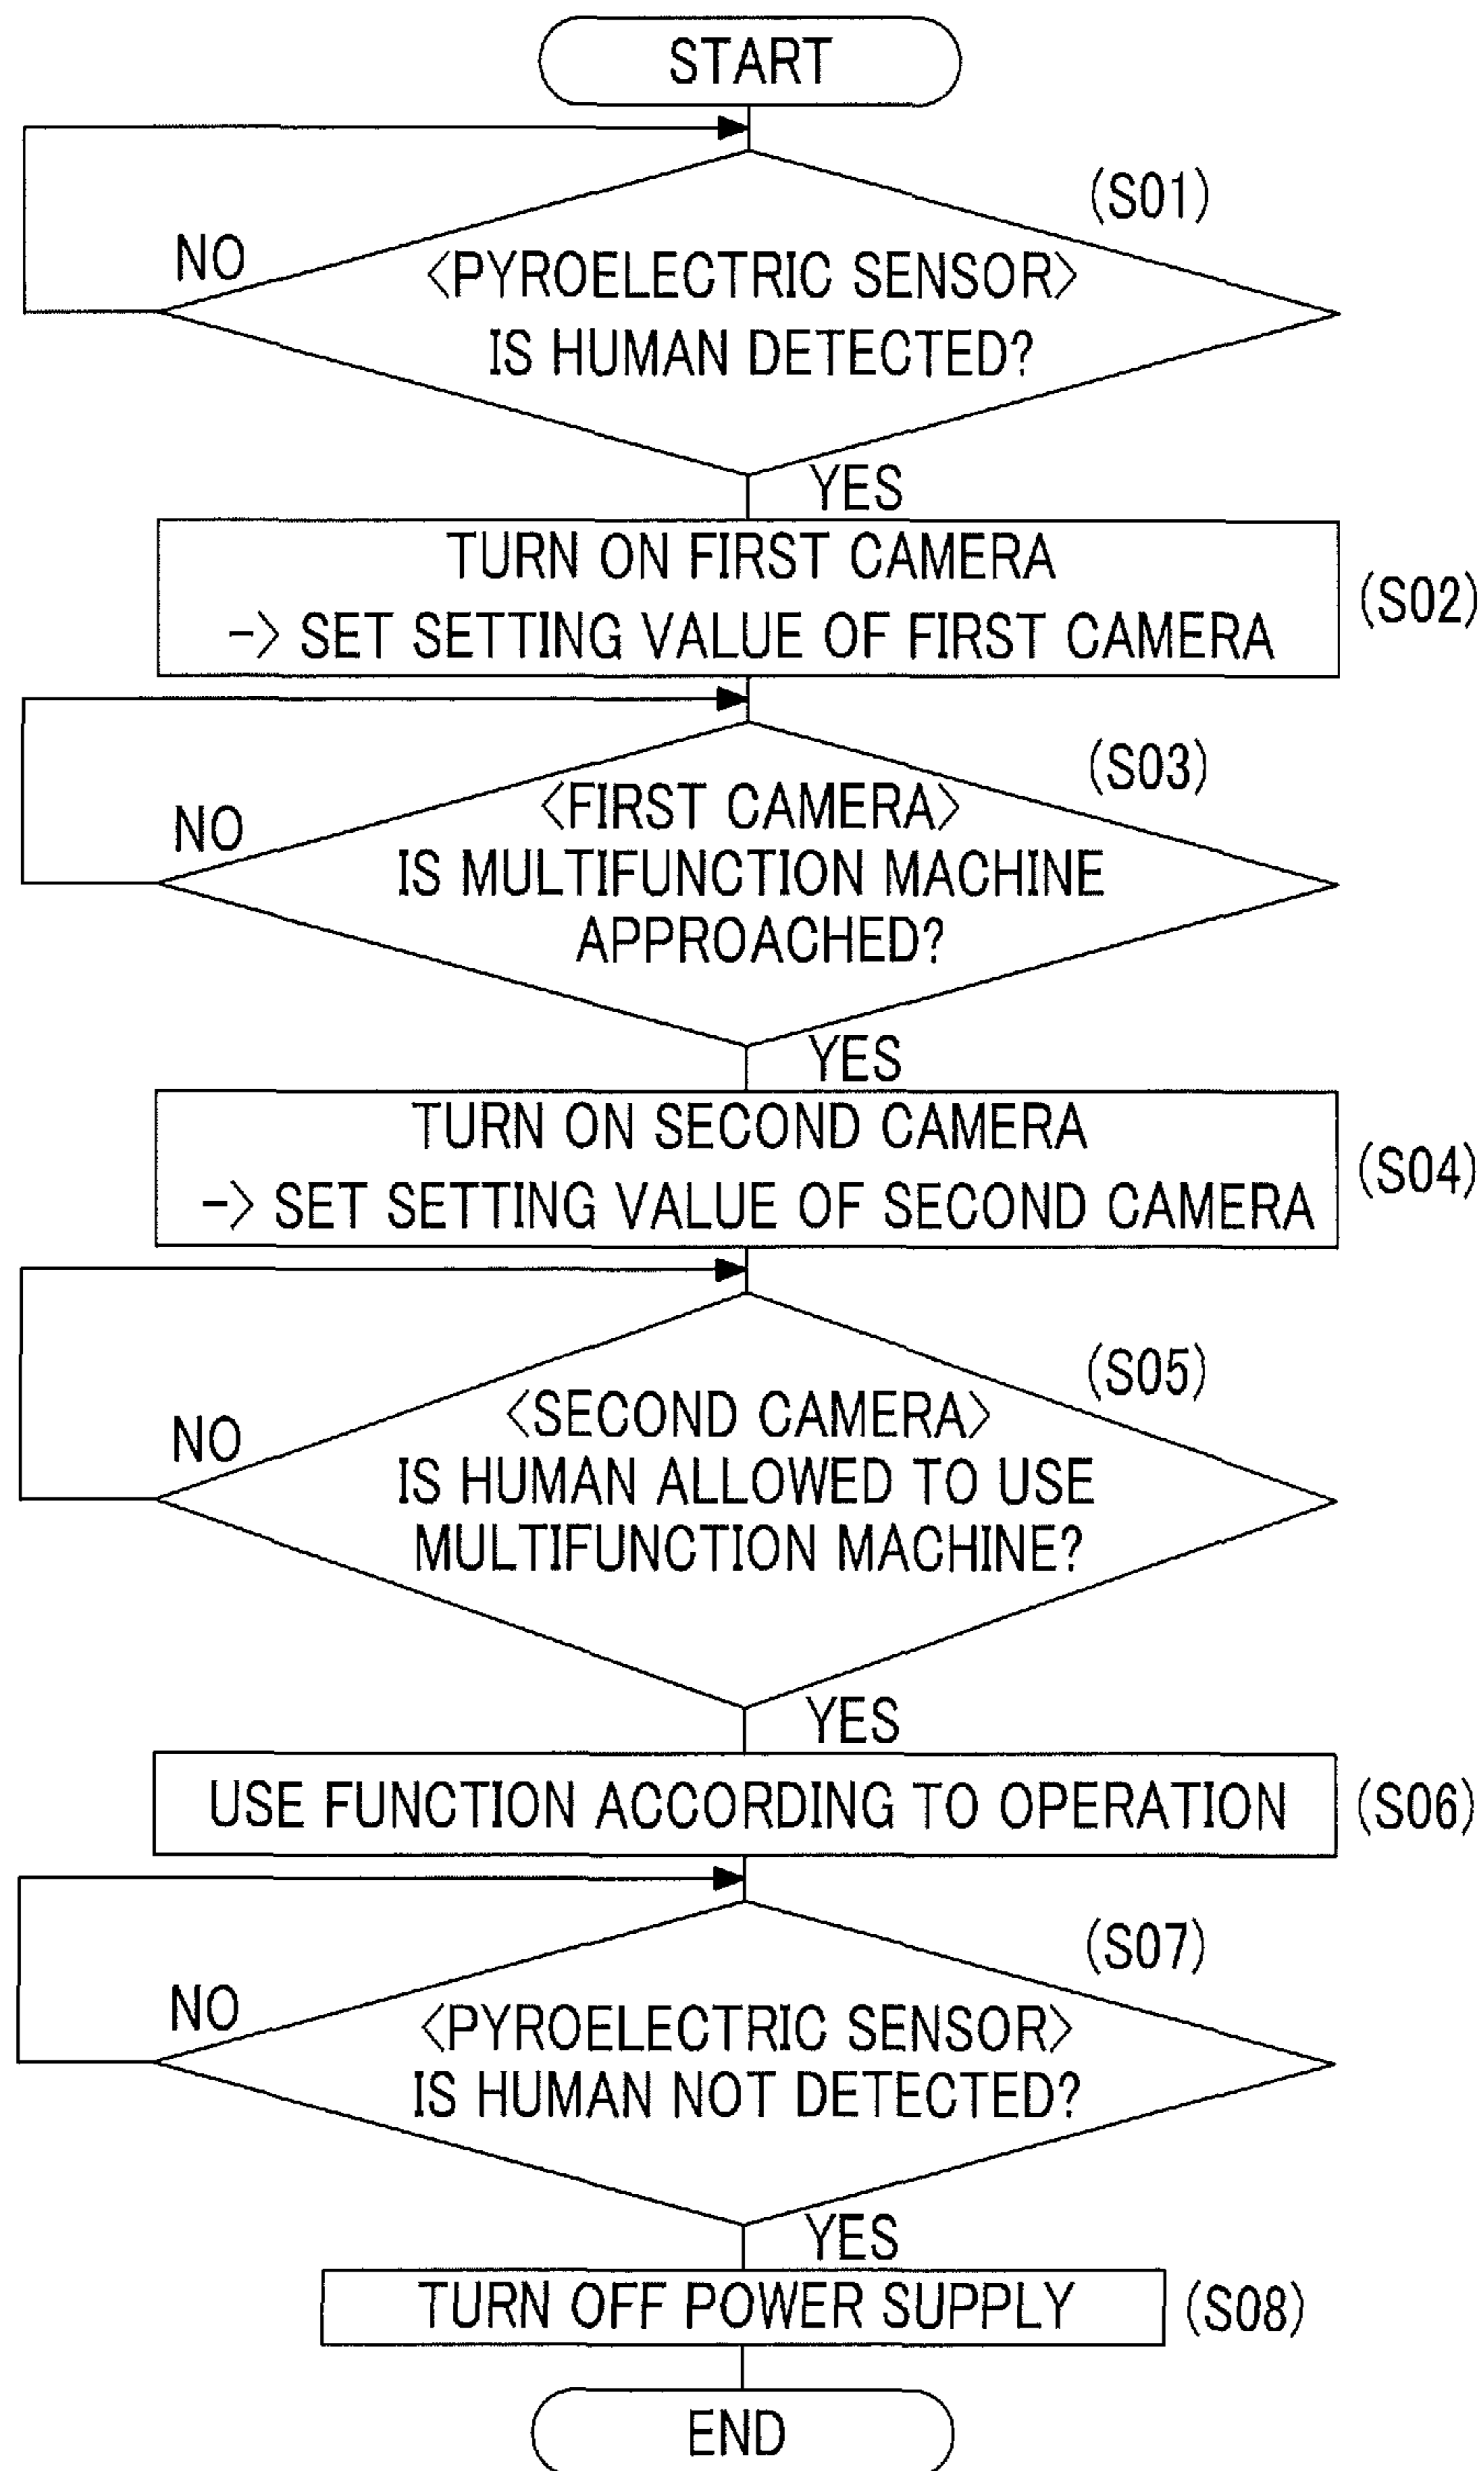 START
(S01)
NO
<PYROELECTRIC SENSOR>
IS HUMAN DETECTED?
YES
TURN ON FIRST CAMERA
-> SET SETTING VALUE OF FIRST CAMERA
(S02)
(S03)
NO
<FIRST CAMERA>
IS MULTIFUNCTION MACHINE
APPROACHED?
YES
TURN ON SECOND CAMERA
-> SET SETTING VALUE OF SECOND CAMERA
(S04)
(S05)
NO
<SECOND CAMERA>
IS HUMAN ALLOWED TO USE
MULTIFUNCTION MACHINE?
YES
USE FUNCTION ACCORDING TO OPERATION
(S06)
(S07)
NO
<PYROELECTRIC SENSOR>
IS HUMAN NOT DETECTED?
YES
TURN OFF POWER SUPPLY
(S08)
END